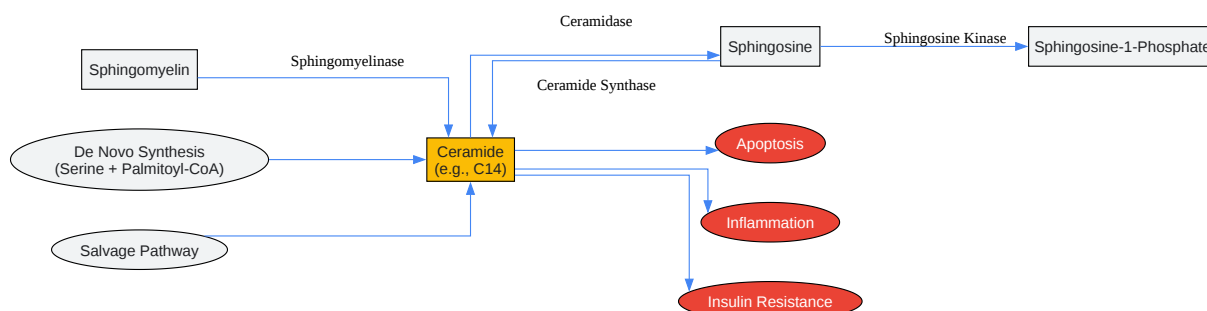 Ceramidase
Sphingosine
Sphingosine Kinase
Sphingosine-1-Phosphate
Sphingomyelin
Sphingomyelinase
Ceramide Synthase
De Novo Synthesis
(Serine + Palmitoyl-CoA)
Ceramide
(e.g., C14)
Apoptosis
Salvage Pathway
Inflammation
Insulin Resistance